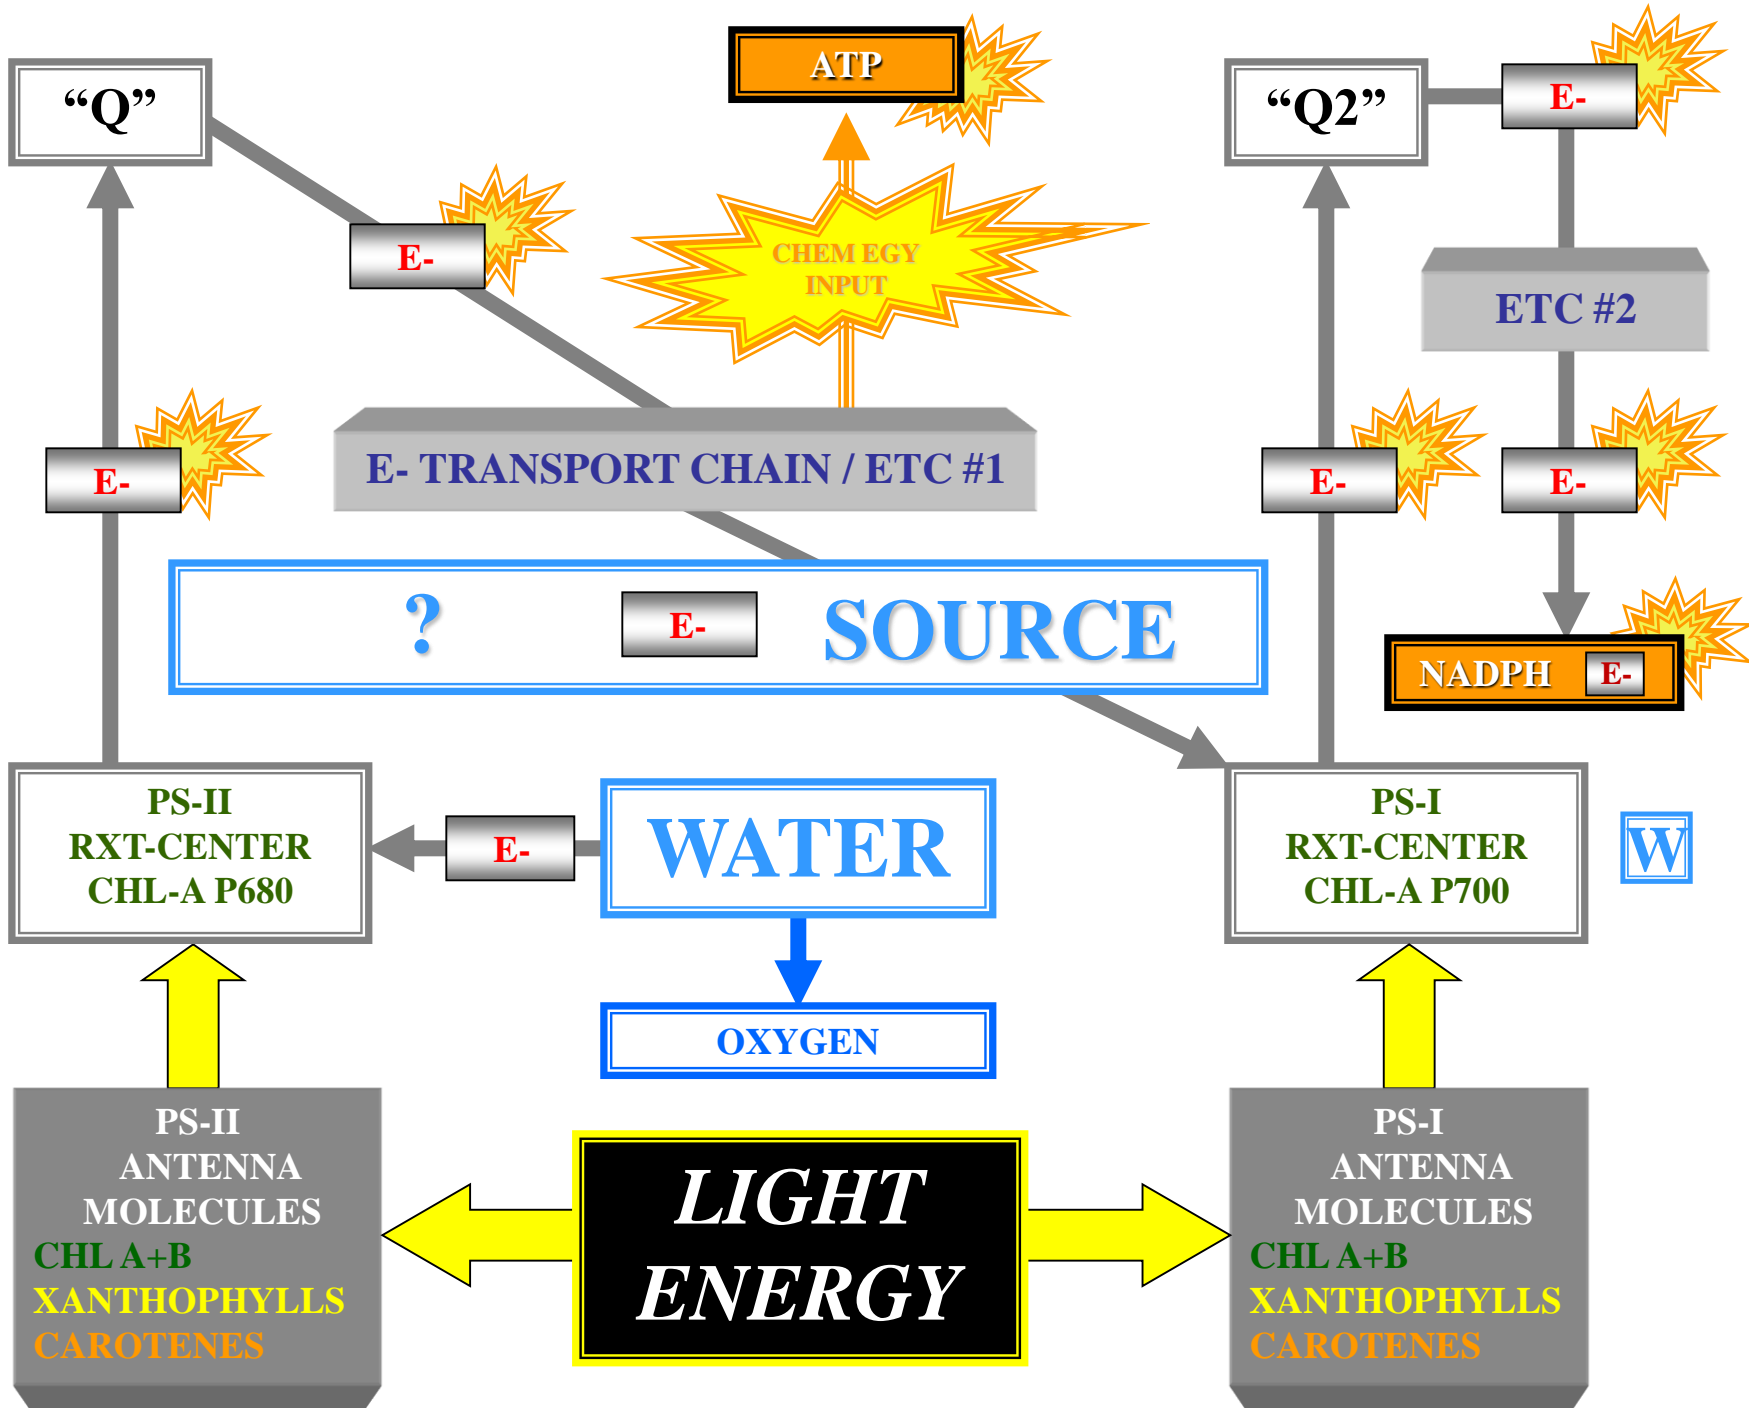 ATP
“Q”
“Q2”
E-
E-
CHEM EGY
INPUT
ETC #2
E- TRANSPORT CHAIN / ETC #1
E-
E-
E-
? E- SOURCE
NADPH E-
PS-II
RXT-CENTER
CHL-A P680
E-
WATER
PS-I
RXT-CENTER
CHL-A P700
W
OXYGEN
PS-II
ANTENNA
MOLECULES
CHL A+B
XANTHOPHYLLS
CAROTENES
LIGHT
ENERGY
PS-I
ANTENNA
MOLECULES
CHL A+B
XANTHOPHYLLS
CAROTENES